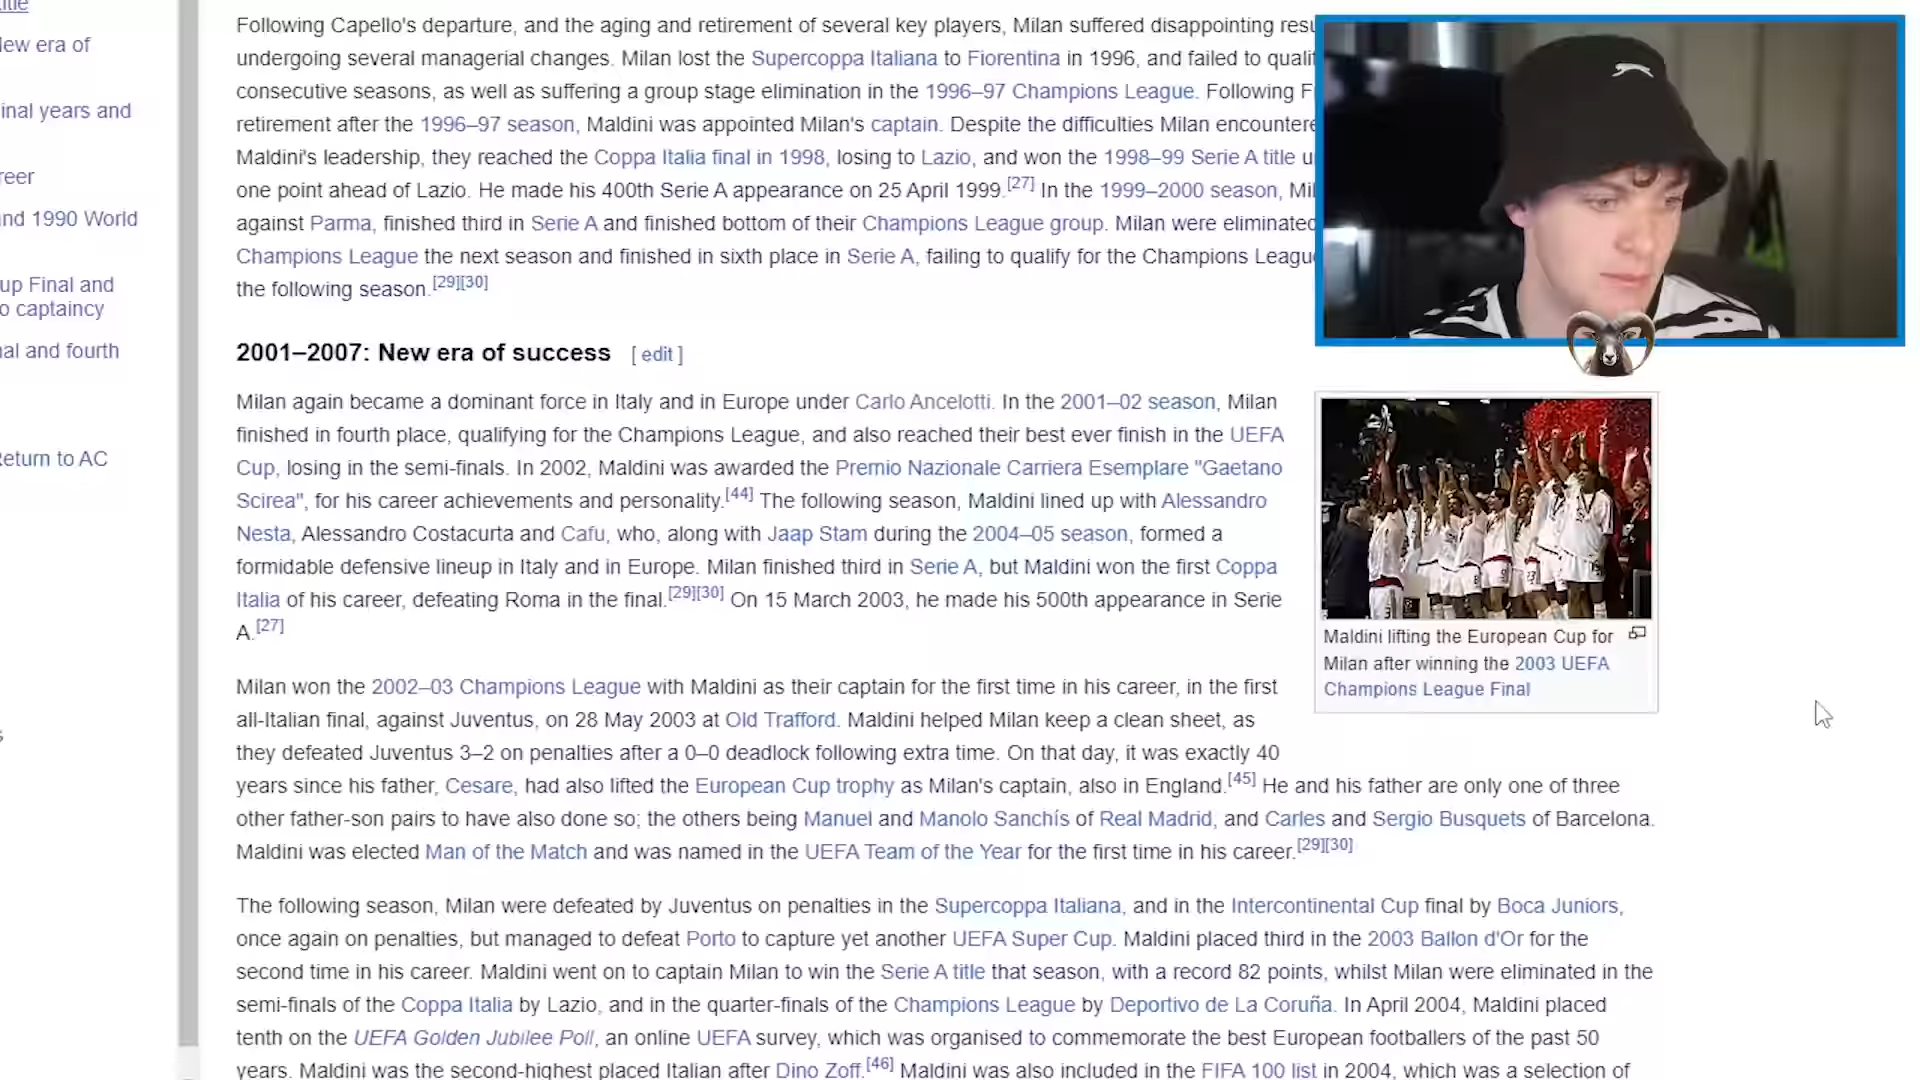 title
New era of
inal years and
reer
and 1990 World
up Final and
o captaincy
nal and fourth
Return to AC
Following Capello's departure, and the aging and retirement of several key players, Milan suffered disappointing
undergoing several managerial changes. Milan lost the Supercoppa Italiana to Fiorentina in 1996, and failed to
consecutive seasons, as well as suffering a group stage elimination in the 1996–97 Champions League. Following
retirement after the 1996–97 season, Maldini was appointed Milan's captain. Despite the difficulties Milan
Maldini's leadership, they reached the Coppa Italia final in 1998, losing to Lazio, and won the 1998–99 Serie A title
one point ahead of Lazio. He made his 400th Serie A appearance on 25 April 1999.[27] In the 1999–2000 season,
against Parma, finished third in Serie A and finished bottom of their Champions League group. Milan were eliminated
Champions League the next season and finished in sixth place in Serie A, failing to qualify for the Champions
the following season.[29][30]
2001–2007: New era of success [ edit ]
Milan again became a dominant force in Italy and in Europe under Carlo Ancelotti. In the 2001–02 season, Milan
finished in fourth place, qualifying for the Champions League, and also reached their best ever finish in the UEFA
Cup, losing in the semi-finals. In 2002, Maldini was awarded the Premio Nazionale Carriera Esemplare "Gaetano
Scirea", for his career achievements and personality.[44] The following season, Maldini lined up with Alessandro
Nesta, Alessandro Costacurta and Cafu, who, along with Jaap Stam during the 2004–05 season, formed a
formidable defensive lineup in Italy and in Europe. Milan finished third in Serie A, but Maldini won the first Coppa
Italia of his career, defeating Roma in the final.[29][30] On 15 March 2003, he made his 500th appearance in Serie
A.[27]
Maldini lifting the European Cup for
Milan after winning the 2003 UEFA
Champions League Final
Milan won the 2002–03 Champions League with Maldini as their captain for the first time in his career, in the first
all-Italian final, against Juventus, on 28 May 2003 at Old Trafford. Maldini helped Milan keep a clean sheet, as
they defeated Juventus 3–2 on penalties after a 0–0 deadlock following extra time. On that day, it was exactly 40
years since his father, Cesare, had also lifted the European Cup trophy as Milan's captain, also in England.[45] He and his father are only one of three
other father-son pairs to have also done so; the others being Manuel and Manolo Sanchís of Real Madrid, and Carles and Sergio Busquets of Barcelona.
Maldini was elected Man of the Match and was named in the UEFA Team of the Year for the first time in his career.[29][30]
The following season, Milan were defeated by Juventus on penalties in the Supercoppa Italiana, and in the Intercontinental Cup final by Boca Juniors,
once again on penalties, but managed to defeat Porto to capture yet another UEFA Super Cup. Maldini placed third in the 2003 Ballon d'Or for the
second time in his career. Maldini went on to captain Milan to win the Serie A title that season, with a record 82 points, whilst Milan were eliminated in the
semi-finals of the Coppa Italia by Lazio, and in the quarter-finals of the Champions League by Deportivo de La Coruña. In April 2004, Maldini placed
tenth on the UEFA Golden Jubilee Poll, an online UEFA survey, which was organised to commemorate the best European footballers of the past 50
years. Maldini was the second-highest placed Italian after Dino Zoff.[46] Maldini was also included in the FIFA 100 list in 2004, which was a selection of